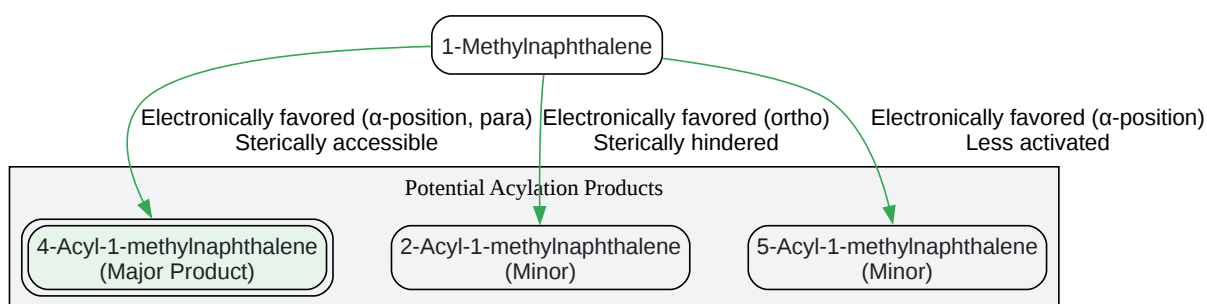 1-Methylnaphthalene
Electronically favored (α-position, para)
Sterically accessible
Electronically favored (ortho)
Sterically hindered
Electronically favored (α-position)
Less activated
Potential Acylation Products
4-Acyl-1-methylnaphthalene
(Major Product)
2-Acyl-1-methylnaphthalene
(Minor)
5-Acyl-1-methylnaphthalene
(Minor)